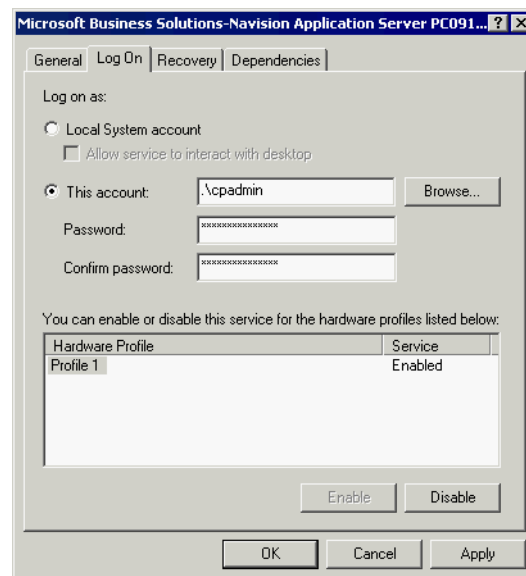 Microsoft Business Solutions-Navision Application Server PC091... ? X
General Log On Recovery Dependencies
Log on as:
Local System account
Allow service to interact with desktop
This account: .\cpadmin Browse...
Password: ***************
Confirm password: ***************
You can enable or disable this service for the hardware profiles listed below:
Hardware Profile Service
Profile 1 Enabled
Enable Disable
OK Cancel Apply